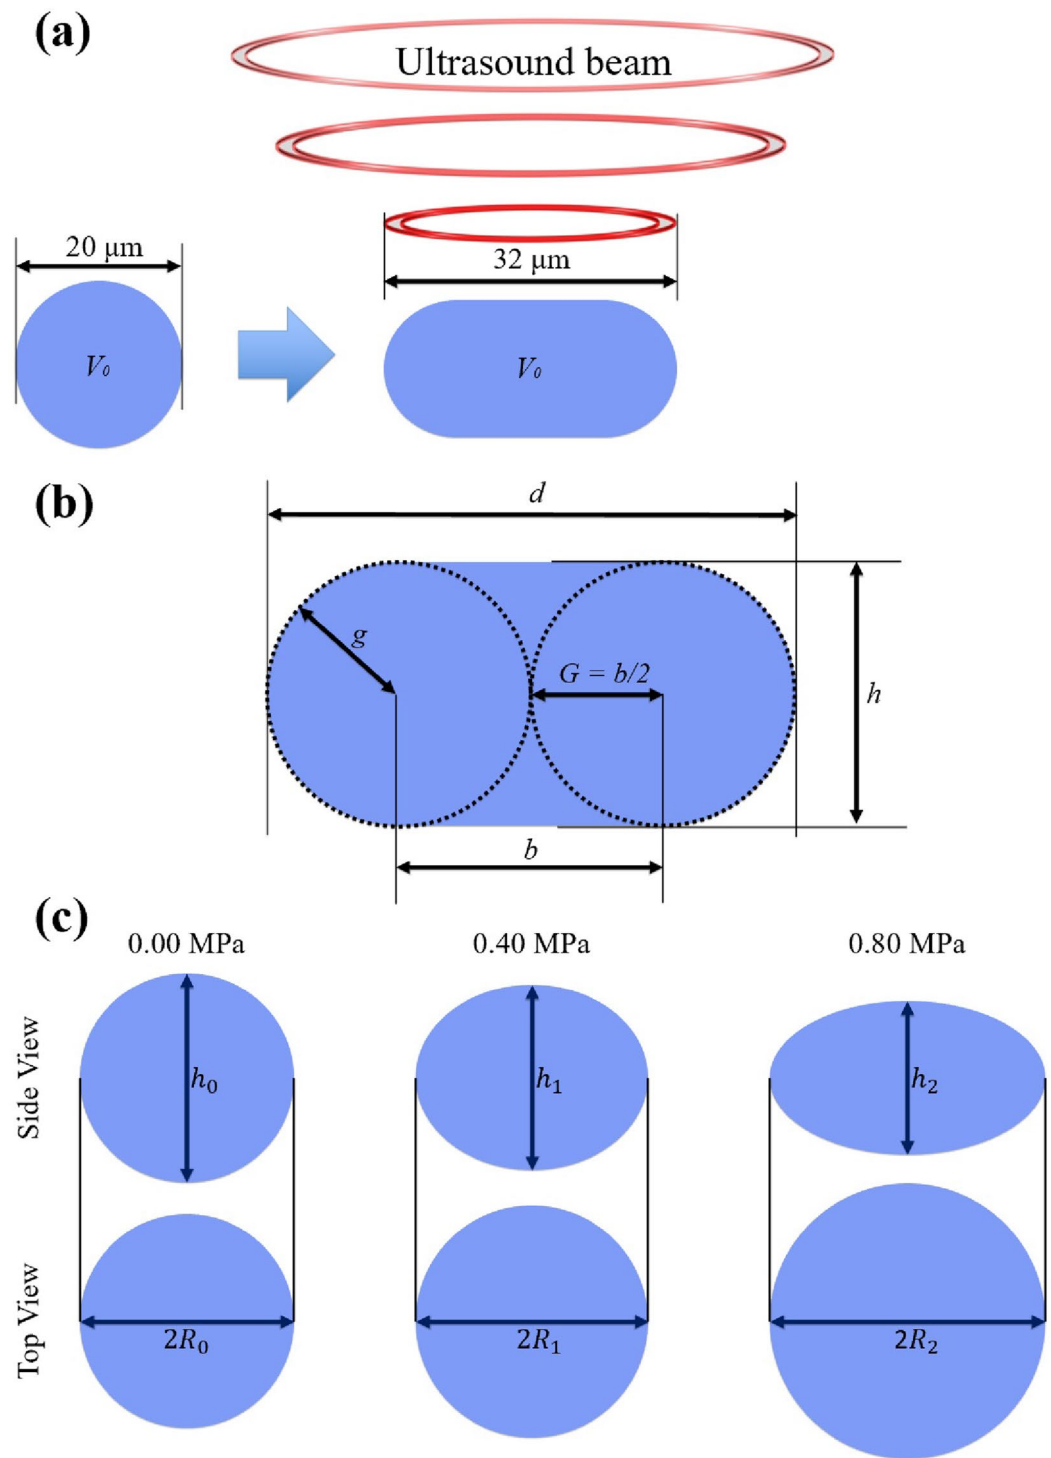 (a)
Ultrasound beam
20 μm
32 μm
V₀
V₀
(b)
d
g
G = b/2
h
b
(c)
0.00 MPa
0.40 MPa
0.80 MPa
Side View
h₀
h₁
h₂
Top View
2R₀
2R₁
2R₂